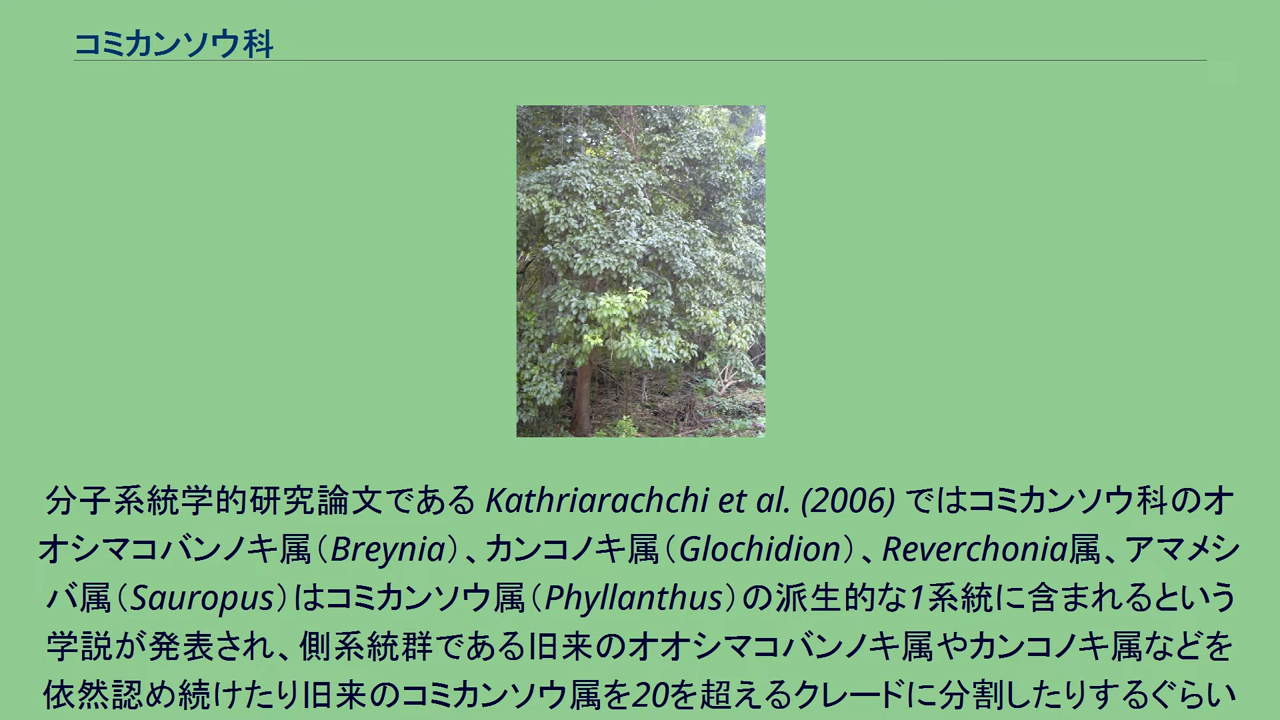 コミカンソウ科
分子系統学的研究論文である Kathriarachchi et al. (2006) ではコミカンソウ科のオ
オシマコバンノキ属（Breynia）、カンコノキ属（Glochidion）、Reverchonia属、アマメシ
バ属（Sauropus）はコミカンソウ属（Phyllanthus）の派生的な1系統に含まれるという
学説が発表され、側系統群である旧来のオオシマコバンノキ属やカンコノキ属などを
依然認め続けたり旧来のコミカンソウ属を20を超えるクレードに分割したりするぐらい